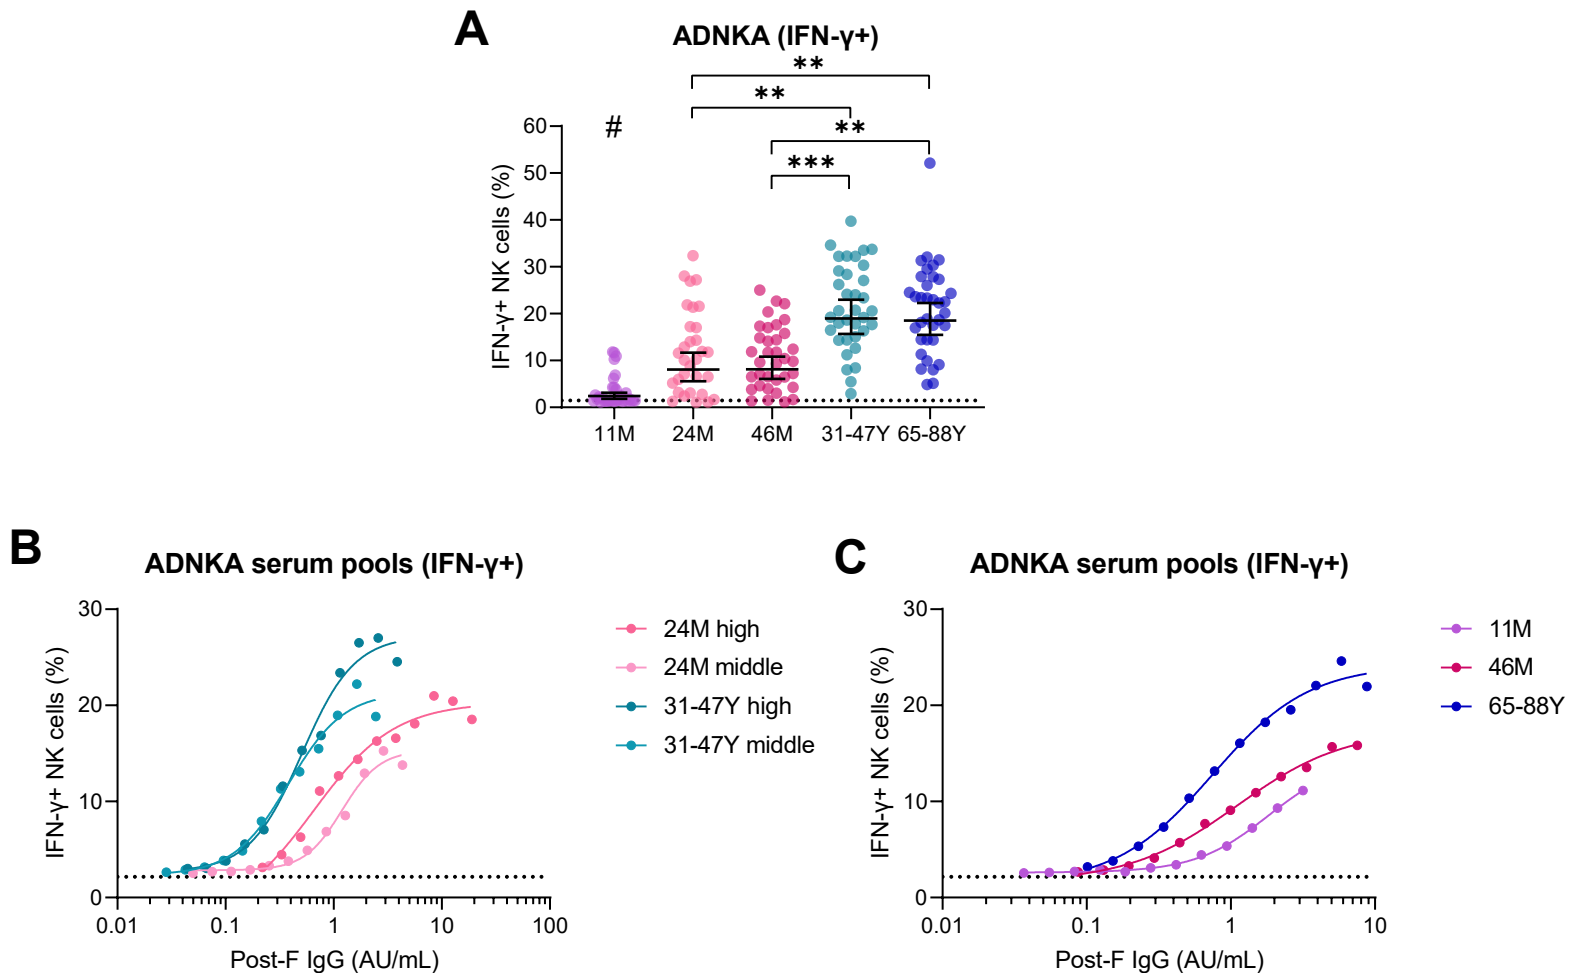 A
ADNKA (IFN-γ+)
**
**
#
**
***
IFN-γ+ NK cells (%)
60
50
40
30
20
10
0
11M 24M 46M 31-47Y 65-88Y
B
ADNKA serum pools (IFN-γ+)
IFN-γ+ NK cells (%)
30
20
10
0
0.01 0.1 1 10 100
Post-F IgG (AU/mL)
24M high
24M middle
31-47Y high
31-47Y middle
C
ADNKA serum pools (IFN-γ+)
IFN-γ+ NK cells (%)
30
20
10
0
0.01 0.1 1 10
Post-F IgG (AU/mL)
11M
46M
65-88Y